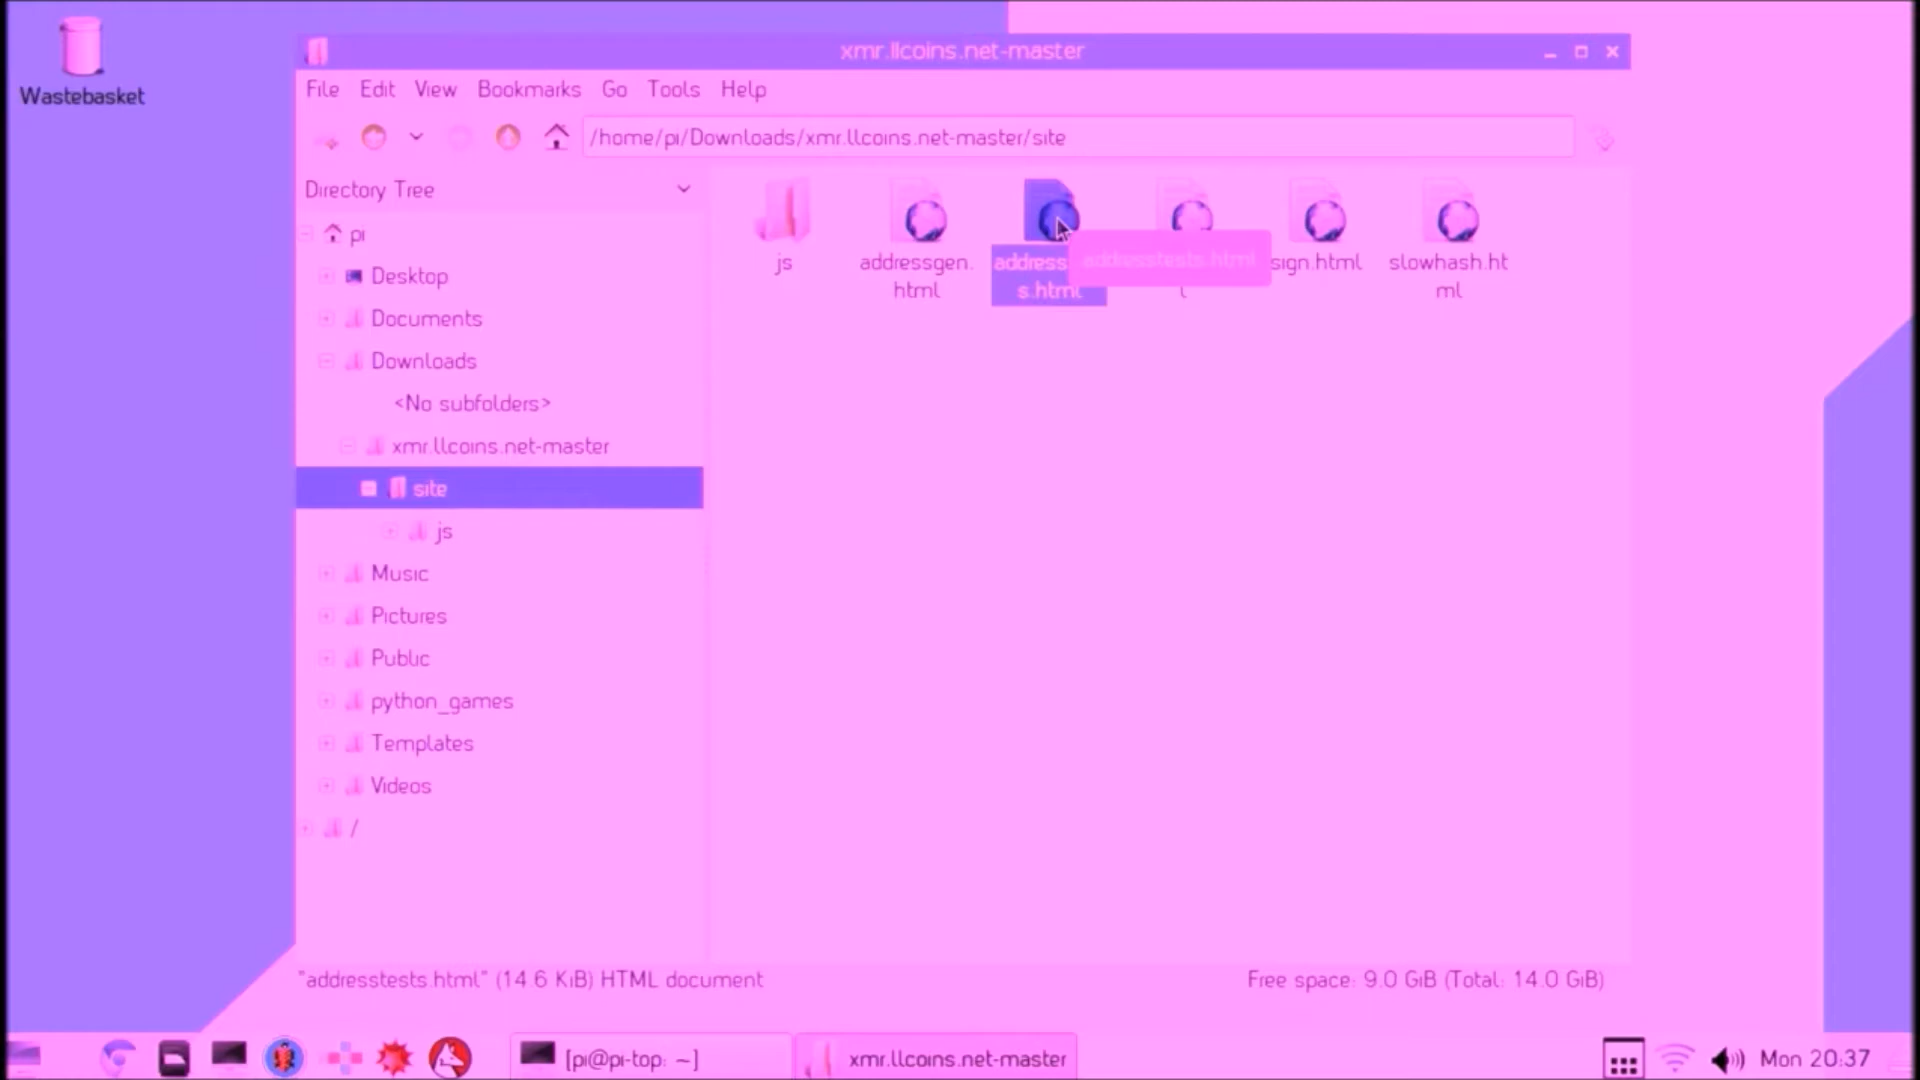 Wastebasket
xmr.llcoins.net-master
File Edit View Bookmarks Go Tools Help
/home/pi/Downloads/xmr.llcoins.net-master/site
Directory Tree
pi
Desktop
Documents
Downloads
<No subfolders>
xmr.llcoins.net-master
site
js
Music
Pictures
Public
python_games
Templates
Videos
/
js
addressgen.
html
address
s.html
addresstests.html
l
sign.html
slowhash.ht
ml
"addresstests.html" (14.6 KiB) HTML document
Free space: 9.0 GiB (Total: 14.0 GiB)
[pi@pi-top: ~]
xmr.llcoins.net-master
Mon 20:37